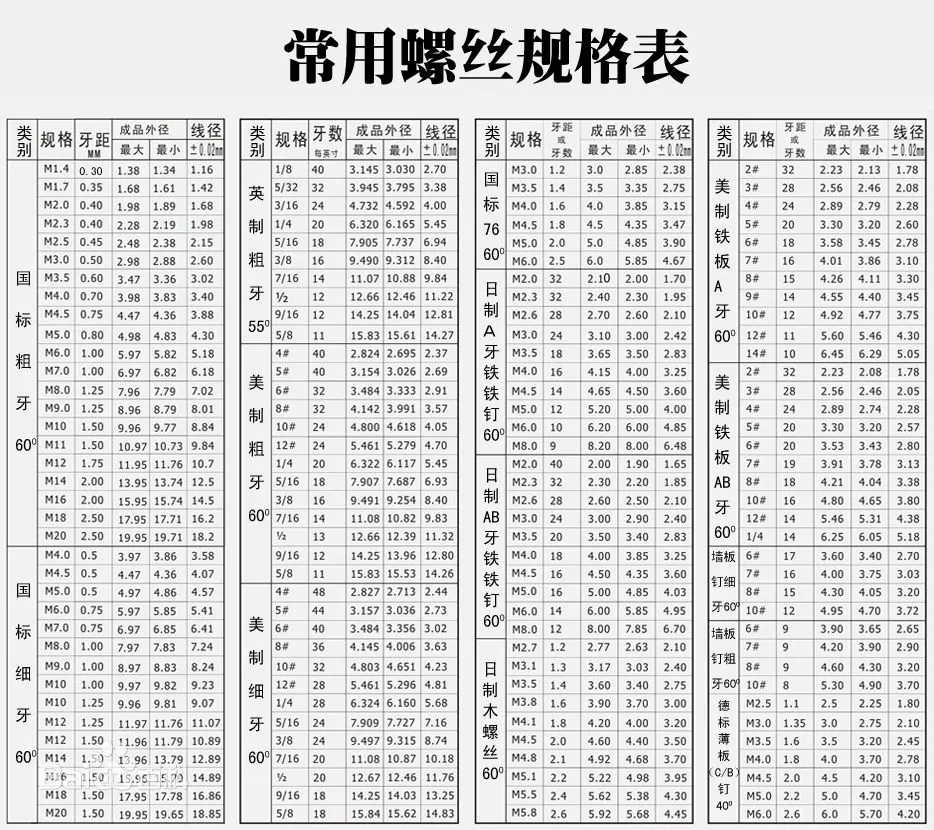 常用螺丝规格表
类别 规格 牙距MM 成品外径 最大 最小 线径±0.02mm
国标粗牙60⁰
M1.4 0.30 1.38 1.34 1.16
M1.7 0.35 1.68 1.61 1.42
M2.0 0.40 1.98 1.89 1.68
M2.3 0.40 2.28 2.19 1.98
M2.5 0.45 2.48 2.38 2.15
M3.0 0.50 2.98 2.88 2.60
M3.5 0.60 3.47 3.36 3.02
M4.0 0.70 3.98 3.83 3.40
M4.5 0.75 4.47 4.36 3.88
M5.0 0.80 4.98 4.83 4.30
M6.0 1.00 5.97 5.82 5.18
M7.0 1.00 6.97 6.82 6.18
M8.0 1.25 7.96 7.79 7.02
M9.0 1.25 8.96 8.79 8.01
M10 1.50 9.96 9.77 8.84
M11 1.50 10.97 10.73 9.84
M12 1.75 11.95 11.76 10.7
M14 2.00 13.95 13.74 12.5
M16 2.00 15.95 15.74 14.5
M18 2.50 17.95 17.71 16.2
M20 2.50 19.95 19.71 18.2
国标细牙60⁰
M4.0 0.5 3.97 3.86 3.58
M4.5 0.5 4.47 4.36 4.07
M5.0 0.5 4.97 4.86 4.57
M6.0 0.75 5.97 5.85 5.41
M7.0 0.75 6.97 6.85 6.41
M8.0 1.00 7.97 7.83 7.24
M9.0 1.00 8.97 8.83 8.24
M10 1.00 9.97 9.82 9.23
M10 1.25 9.96 9.81 9.07
M12 1.25 11.97 11.76 11.07
M12 1.50 11.96 11.79 10.89
M14 1.50 13.96 13.79 12.89
M16 1.50 14.89
M18 1.50 17.95 17.78 16.86
M20 1.50 19.95 19.65 18.85
类别 规格 牙数每英寸 成品外径 最大 最小 线径±0.02mm
英制粗牙55⁰
1/8 40 3.145 3.030 2.70
5/32 32 3.945 3.795 3.38
3/16 24 4.732 4.592 4.00
1/4 20 6.320 6.165 5.45
5/16 18 7.905 7.737 6.94
3/8 16 9.490 9.312 8.40
7/16 14 11.07 10.88 9.84
½ 12 12.66 12.46 11.22
9/16 12 14.25 14.04 12.81
5/8 11 15.83 15.61 14.27
美制粗牙60⁰
4# 40 2.824 2.695 2.37
5# 40 3.154 3.026 2.69
6# 32 3.484 3.333 2.91
8# 32 4.142 3.991 3.57
10# 24 4.800 4.618 4.05
12# 24 5.461 5.279 4.70
1/4 20 6.322 6.117 5.45
5/16 18 7.907 7.687 6.93
3/8 16 9.491 9.254 8.40
7/16 14 11.08 10.82 9.83
½ 13 12.66 12.39 11.32
9/16 12 14.25 13.96 12.80
5/8 11 15.83 15.53 14.26
美制细牙60⁰
4# 48 2.827 2.713 2.44
5# 44 3.157 3.036 2.73
6# 40 3.484 3.356 3.02
8# 36 4.145 4.006 3.63
10# 32 4.803 4.651 4.23
12# 28 5.461 5.296 4.81
1/4 28 6.324 6.160 5.68
5/16 24 7.909 7.727 7.16
3/8 24 9.497 9.315 8.74
7/16 20 11.08 10.87 10.18
½ 20 12.67 12.46 11.76
9/16 18 14.25 14.03 13.25
5/8 18 15.84 15.62 14.83
类别 规格 牙距或牙数 成品外径 最大 最小 线径±0.02mm
国标76 60⁰
M3.0 1.2 3.0 2.85 2.38
M3.5 1.4 3.5 3.35 2.78
M4.0 1.6 4.0 3.85 3.15
M4.5 1.8 4.5 4.35 3.47
M5.0 2.0 5.0 4.85 3.90
M6.0 2.5 6.0 5.85 4.67
日制A牙铁铁钉60⁰
M2.0 32 2.10 2.00 1.70
M2.3 32 2.40 2.30 1.95
M2.6 28 2.70 2.60 2.10
M3.0 24 3.10 3.00 2.42
M3.5 18 3.65 3.50 2.83
M4.0 16 4.15 4.00 3.25
M4.5 14 4.65 4.50 3.60
M5.0 12 5.20 5.00 4.00
M6.0 10 6.20 6.00 4.85
M8.0 9 8.20 8.00 6.48
日制AB牙铁铁钉60⁰
M2.0 40 2.00 1.90 1.65
M2.3 32 2.30 2.20 1.85
M2.6 28 2.60 2.50 2.10
M3.0 24 3.00 2.90 2.40
M3.5 20 3.50 3.40 2.83
M4.0 18 4.00 3.85 3.25
M4.5 16 4.50 4.35 3.60
M5.0 16 5.00 4.85 4.03
M6.0 14 6.00 5.85 4.95
M8.0 12 8.00 7.85 6.70
日制木螺丝60⁰
M2.7 1.2 2.77 2.63 2.10
M3.1 1.3 3.17 3.03 2.40
M3.5 1.4 3.60 3.40 2.75
M3.8 1.6 3.90 3.70 3.00
M4.1 1.8 4.20 4.00 3.20
M4.5 2.0 4.60 4.40 3.50
M4.8 2.1 4.92 4.68 3.70
M5.1 2.2 5.22 4.98 3.95
M5.5 2.4 5.62 5.38 4.30
M5.8 2.6 5.92 5.68 4.45
类别 规格 牙距或牙数 成品外径 最大 最小 线径±0.02mm
美制铁板A牙60⁰
2# 32 2.23 2.13 1.78
3# 28 2.56 2.46 2.08
4# 24 2.89 2.79 2.28
5# 20 3.30 3.20 2.60
6# 18 3.58 3.45 2.78
7# 16 4.01 3.86 3.10
8# 15 4.26 4.11 3.30
9# 14 4.55 4.40 3.45
10# 12 4.92 4.77 3.75
12# 11 5.60 5.46 4.30
14# 10 6.45 6.29 5.05
美制铁板AB牙60⁰
2# 32 2.23 2.08 1.78
3# 28 2.56 2.46 2.05
4# 24 2.89 2.74 2.28
5# 20 3.30 3.20 2.57
6# 20 3.53 3.43 2.80
7# 19 3.91 3.78 3.13
8# 18 4.21 4.04 3.38
10# 16 4.80 4.65 3.80
12# 14 5.46 5.31 4.38
1/4 14 6.25 6.05 5.18
墙板钉细牙60⁰
6# 17 3.60 3.40 2.70
7# 16 4.00 3.75 3.03
8# 15 4.30 4.05 3.20
10# 12 4.95 4.70 3.72
墙板钉粗牙60⁰
6# 9 3.90 3.65 2.65
7# 9 4.20 3.90 2.90
8# 9 4.60 4.30 3.20
10# 8 5.30 4.90 3.70
德标薄板(C/B)钉40⁰
M2.5 1.1 2.5 2.25 1.80
M3.0 1.35 3.0 2.75 2.10
M3.5 1.6 3.5 3.20 2.45
M4.0 1.8 4.0 3.70 2.78
M4.5 2.0 4.5 4.20 3.10
M5.0 2.2 5.0 4.70 3.45
M6.0 2.6 6.0 5.70 4.20